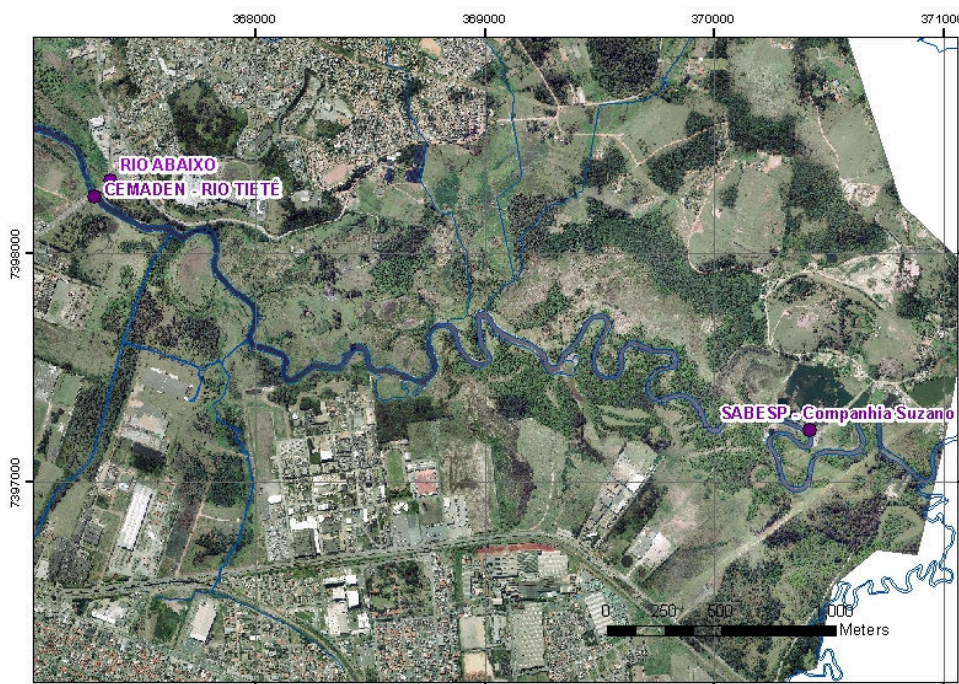 368000
369000
370000
371000
RIO ABAIXO
CEMADEN - RIO TIETÊ
7398000
SABESP - Companhia Suzano
7397000
0 250 500 1.000
Meters